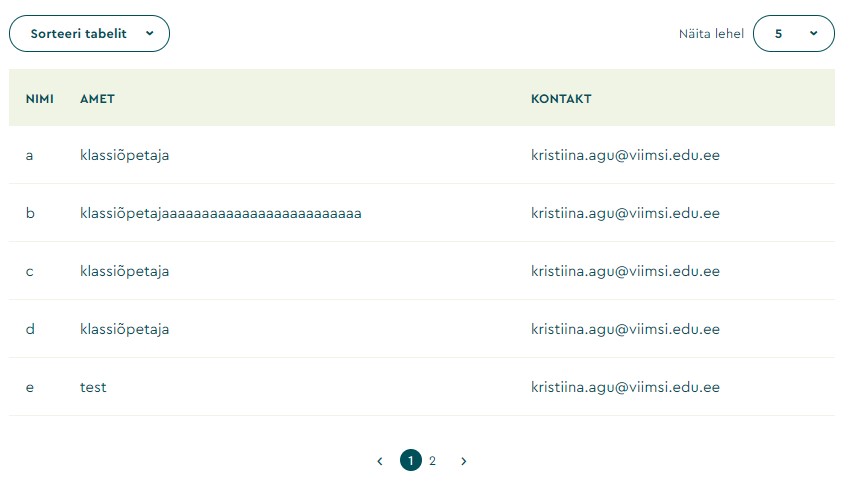 Sorteeri tabelit
Näita lehel 5
NIMI AMET KONTAKT
a klassiõpetaja kristiina.agu@viimsi.edu.ee
b klassiõpetajaaaaaaaaaaaaaaaaaaaaaaaaaa kristiina.agu@viimsi.edu.ee
c klassiõpetaja kristiina.agu@viimsi.edu.ee
d klassiõpetaja kristiina.agu@viimsi.edu.ee
e test kristiina.agu@viimsi.edu.ee
‹ 1 2 ›